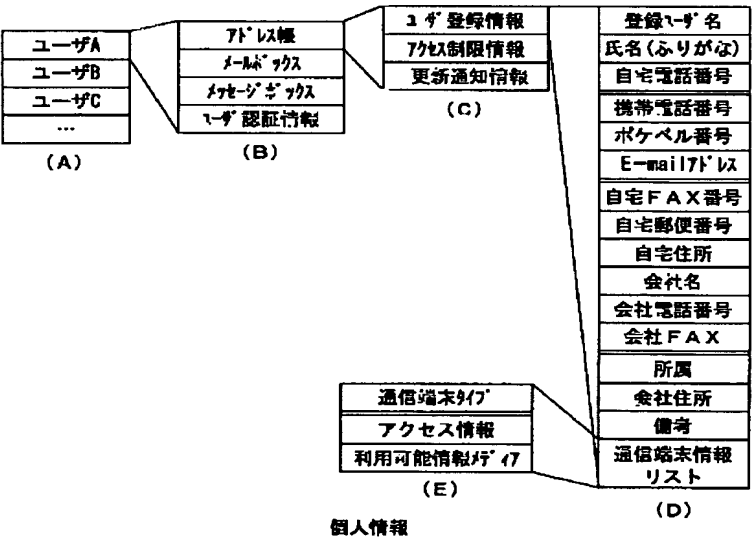 ユーザA
ユーザB
ユーザC
…
(A)
アドレス帳
メールボックス
メッセージボックス
ユーザ認証情報
(B)
ユーザ登録情報
アクセス制限情報
更新通知情報
(C)
登録ユーザ名
氏名(ふりがな)
自宅電話番号
携帯電話番号
ポケベル番号
E-mailアドレス
自宅FAX番号
自宅郵便番号
自宅住所
会社名
会社電話番号
会社FAX
所属
会社住所
備考
通信端末情報
リスト
(D)
通信端末タイプ
アクセス情報
利用可能情報メディア
(E)
個人情報